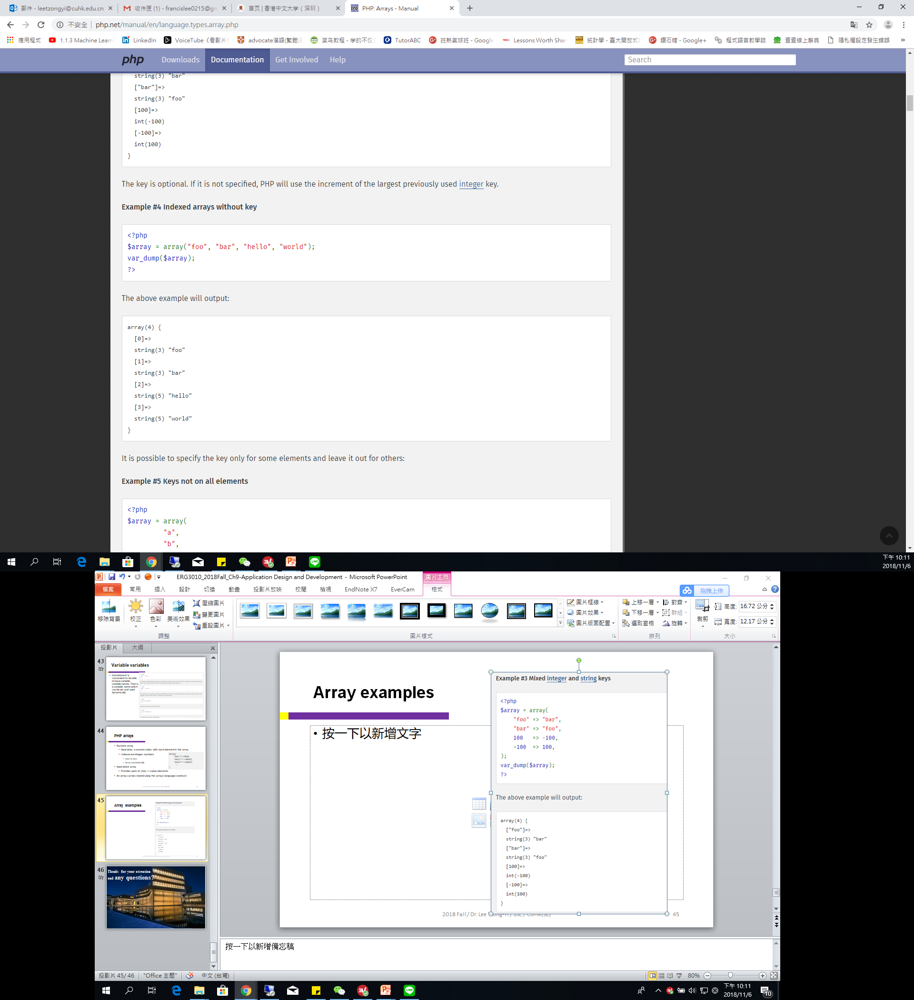 郵件 - leetzongyi@cuhk.edu.cn
收件匣 (1) - francislee0215@gm
首页 | 香港中文大学（深圳）
PHP: Arrays - Manual
不安全 | php.net/manual/en/language.types.array.php
應用程式
1.1.3 Machine Learn
LinkedIn
VoiceTube《看影片
advocate漢語(繁體)
菜鸟教程 - 学的不仅
TutorABC
班熱氣球班 - Google
Lessons Worth Shar
統計學 - 臺大開放式
鑽石糖 - Google+
程式語言教學誌
查查線上辭典
隱私權設定發生錯誤
php
Downloads
Documentation
Get Involved
Help
Search
string(3) "bar"
["bar"]=>
string(3) "foo"
[100]=>
int(-100)
[-100]=>
int(100)
}
The key is optional. If it is not specified, PHP will use the increment of the largest previously used integer key.
Example #4 Indexed arrays without key
<?php
$array = array("foo", "bar", "hello", "world");
var_dump($array);
?>
The above example will output:
array(4) {
[0]=>
string(3) "foo"
[1]=>
string(3) "bar"
[2]=>
string(5) "hello"
[3]=>
string(5) "world"
}
It is possible to specify the key only for some elements and leave it out for others:
Example #5 Keys not on all elements
<?php
$array = array(
"a",
"b",
下午 10:11
2018/11/6
ERG3010_2018Fall_Ch9-Application Design and Development - Microsoft PowerPoint
圖片工具
檔案
常用
插入
設計
切換
動畫
投影片放映
校閱
檢視
EndNote X7
EverCam
格式
拖拽上传
移除背景
校正
色彩
美術效果
壓縮圖片
變更圖片
重設圖片
調整
圖片樣式
圖片框線
圖片效果
圖片版面配置
上移一層
下移一層
選取窗格
對齊
群組
旋轉
排列
裁剪
高度: 16.72 公分
寬度: 12.17 公分
大小
投影片
大綱
43
Variable variables
Sometimes it is
convenient to be able
to have variable
variable names. That is,
a variable name which
can be set and used
dynamically.
44
PHP arrays
Numeric array
Associates a numeric index with each element in the array
Indexes are integer numbers
start at zero
Grow incrementally
Associative array
Provides pairs of (key => value) elements
An array can be created using the array() language construct.
array(
key => value,
key2 => value2,
key3 => value3,
...
)
45
Array examples
46
Thank for your attention
and any questions?
Array examples
按一下以新增文字
Example #3 Mixed integer and string keys
<?php
$array = array(
"foo" => "bar",
"bar" => "foo",
100 => -100,
-100 => 100,
);
var_dump($array);
?>
The above example will output:
array(4) {
["foo"]=>
string(3) "bar"
["bar"]=>
string(3) "foo"
[100]=>
int(-100)
[-100]=>
int(100)
}
2018 Fall / Dr. Lee Tzong-Yi / SSE / CUHK(SZ)
45
按一下以新增備忘稿
投影片 45/ 46
"Office 主題"
中文 (台灣)
80%
下午 10:11
2018/11/6
10